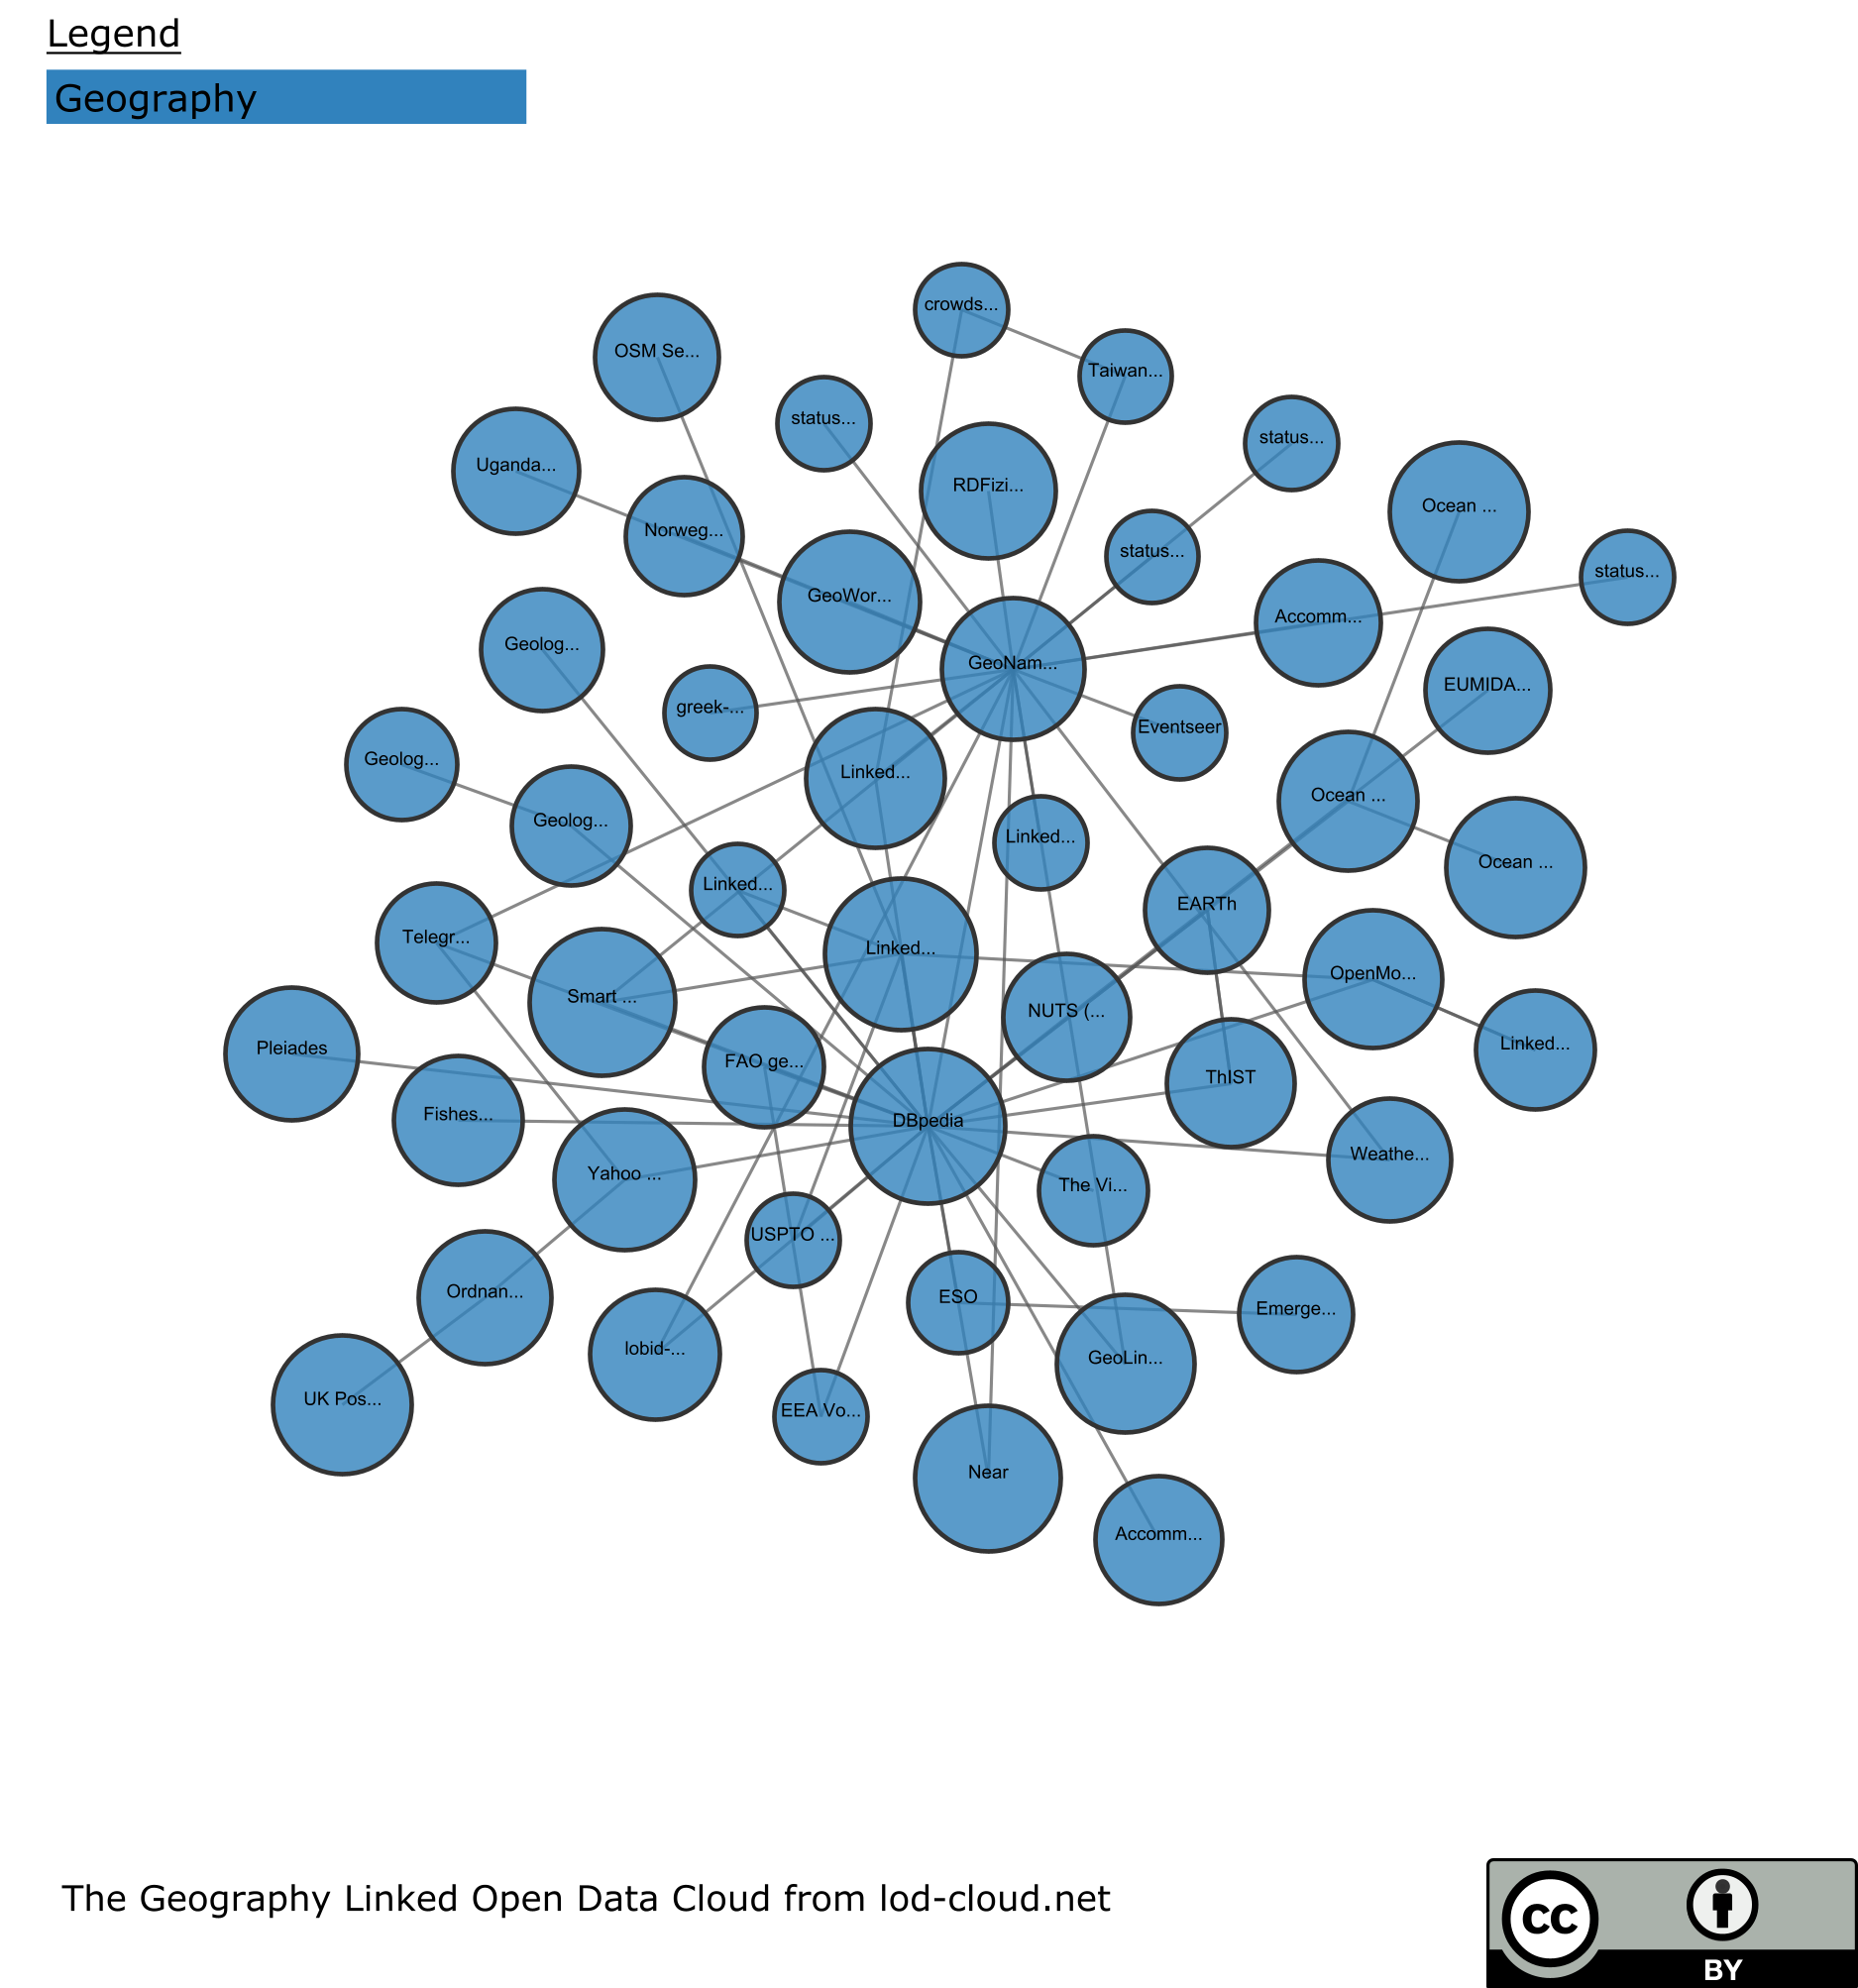 Legend
Geography
crowds...
OSM Se...
Taiwan...
status...
status...
Uganda...
RDFizi...
Ocean ...
Norweg...
status...
status...
GeoWor...
Accomm...
Geolog...
GeoNam...
EUMIDA...
greek-...
Eventseer
Geolog...
Linked...
Ocean ...
Geolog...
Linked...
Ocean ...
Linked...
EARTh
Telegr...
Linked...
OpenMo...
Smart ...
NUTS (...
Linked...
Pleiades
FAO ge...
ThIST
Fishes...
DBpedia
Weathe...
Yahoo ...
The Vi...
USPTO ...
Ordnan...
ESO
Emerge...
lobid-...
GeoLin...
UK Pos...
EEA Vo...
Near
Accomm...
The Geography Linked Open Data Cloud from lod-cloud.net
cc
BY